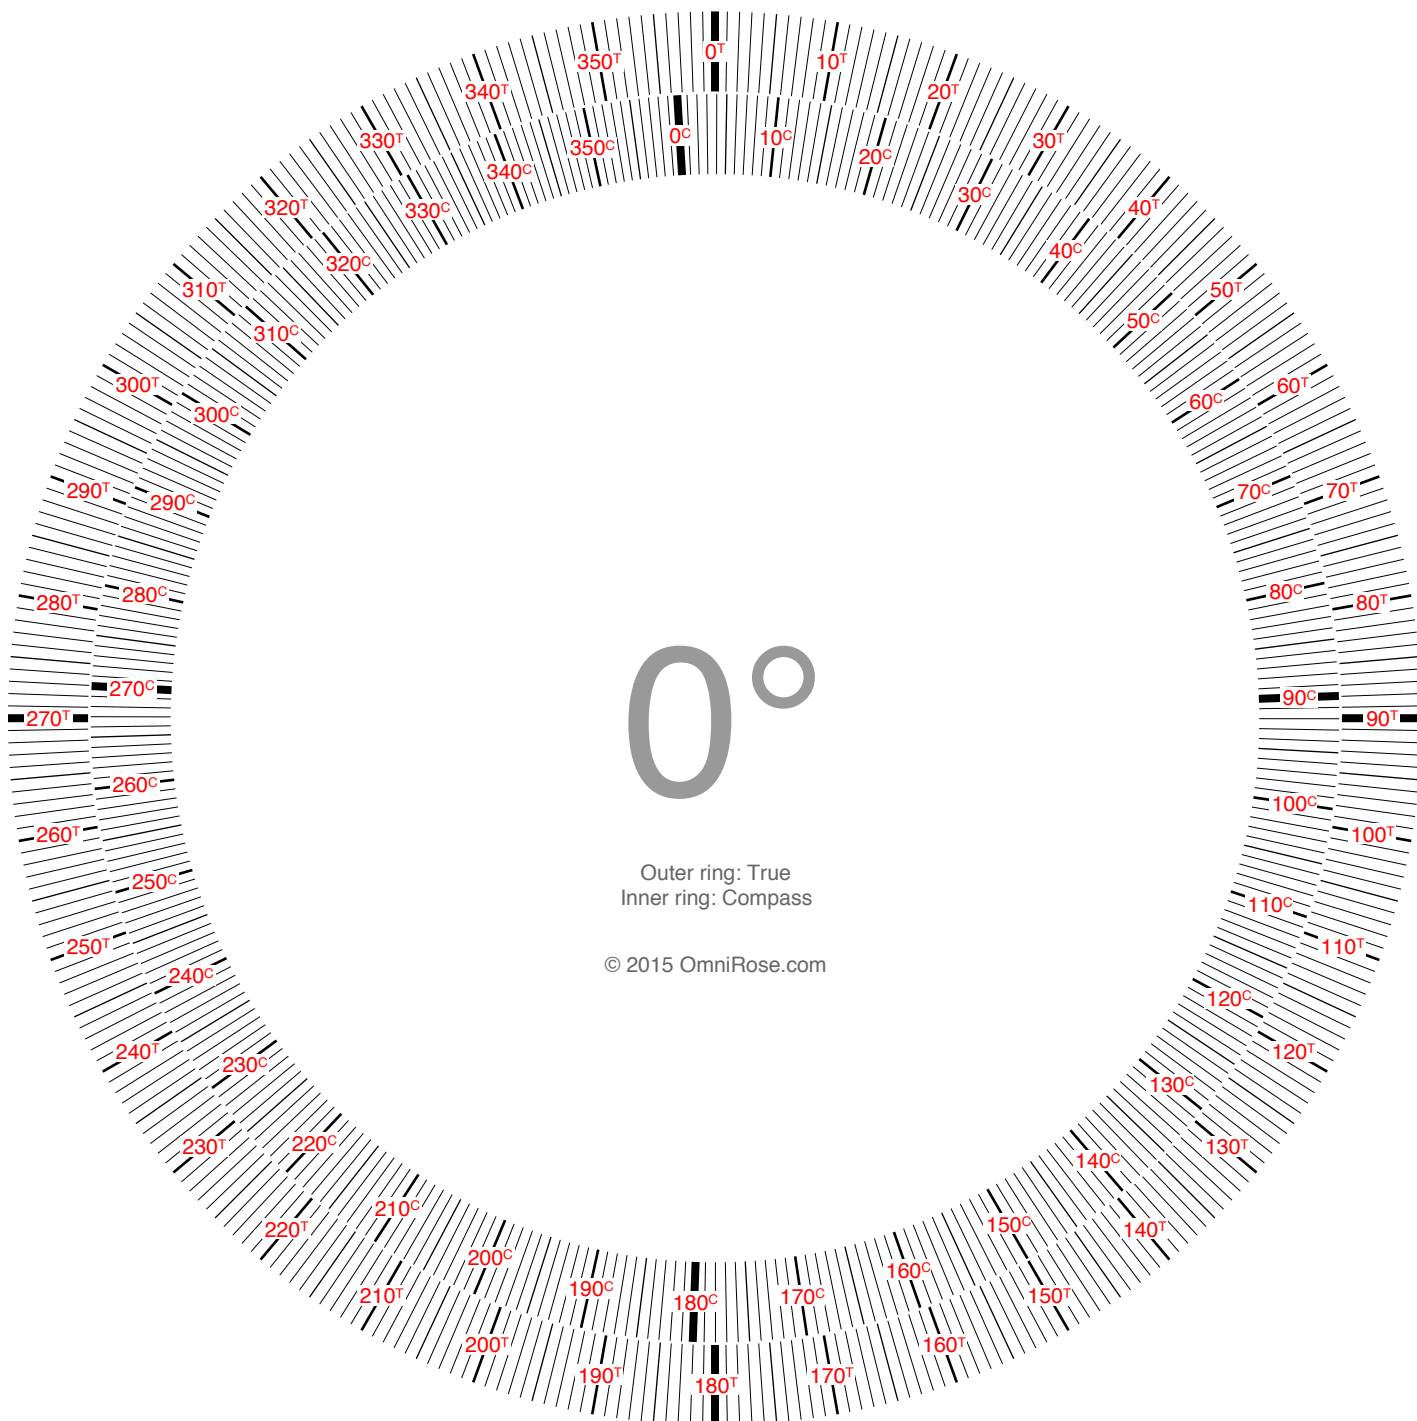 0ᵀ
10ᵀ
20ᵀ
30ᵀ
40ᵀ
50ᵀ
60ᵀ
70ᵀ
80ᵀ
90ᵀ
100ᵀ
110ᵀ
120ᵀ
130ᵀ
140ᵀ
150ᵀ
160ᵀ
170ᵀ
180ᵀ
190ᵀ
200ᵀ
210ᵀ
220ᵀ
230ᵀ
240ᵀ
250ᵀ
260ᵀ
270ᵀ
280ᵀ
290ᵀ
300ᵀ
310ᵀ
320ᵀ
330ᵀ
340ᵀ
350ᵀ
0ᶜ
10ᶜ
20ᶜ
30ᶜ
40ᶜ
50ᶜ
60ᶜ
70ᶜ
80ᶜ
90ᶜ
100ᶜ
110ᶜ
120ᶜ
130ᶜ
140ᶜ
150ᶜ
160ᶜ
170ᶜ
180ᶜ
190ᶜ
200ᶜ
210ᶜ
220ᶜ
230ᶜ
240ᶜ
250ᶜ
260ᶜ
270ᶜ
280ᶜ
290ᶜ
300ᶜ
310ᶜ
320ᶜ
330ᶜ
340ᶜ
350ᶜ
0°
Outer ring: True
Inner ring: Compass
© 2015 OmniRose.com